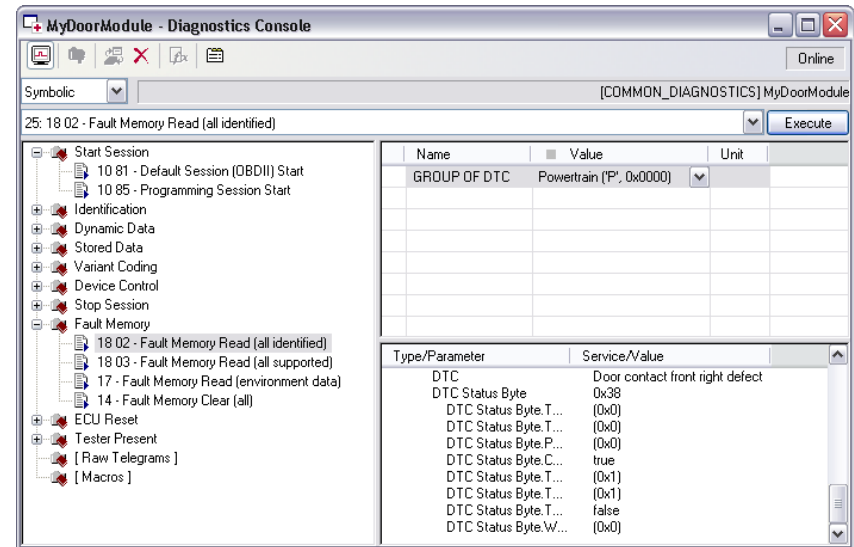 MyDoorModule - Diagnostics Console
Online
Symbolic
[COMMON_DIAGNOSTICS] MyDoorModule
25: 18 02 - Fault Memory Read (all identified)
Execute
Start Session
10 81 - Default Session (OBDII) Start
10 85 - Programming Session Start
Identification
Dynamic Data
Stored Data
Variant Coding
Device Control
Stop Session
Fault Memory
18 02 - Fault Memory Read (all identified)
18 03 - Fault Memory Read (all supported)
17 - Fault Memory Read (environment data)
14 - Fault Memory Clear (all)
ECU Reset
Tester Present
[ Raw Telegrams ]
[ Macros ]
Name Value Unit
GROUP OF DTC Powertrain ('P', 0x0000)
Type/Parameter Service/Value
DTC Door contact front right defect
DTC Status Byte 0x38
DTC Status Byte.T... (0x0)
DTC Status Byte.T... (0x0)
DTC Status Byte.P... (0x0)
DTC Status Byte.C... true
DTC Status Byte.T... (0x1)
DTC Status Byte.T... (0x1)
DTC Status Byte.T... false
DTC Status Byte.W... (0x0)